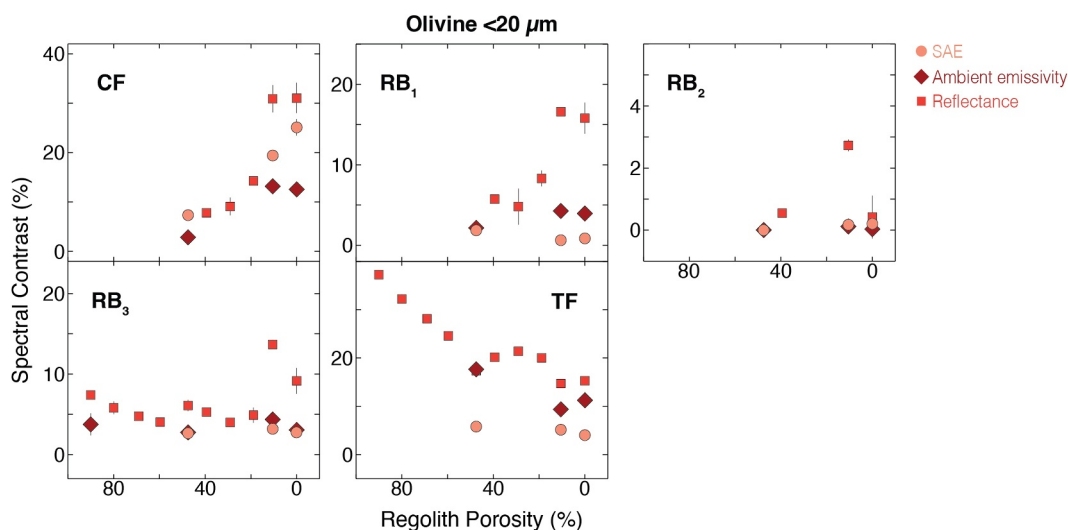 Olivine <20 µm
40
20
0
CF
20
10
0
RB₁
4
2
0
RB₂
80
40
0
SAE
Ambient emissivity
Reflectance
Spectral Contrast (%)
20
10
0
RB₃
80
40
0
20
0
TF
80
40
0
Regolith Porosity (%)